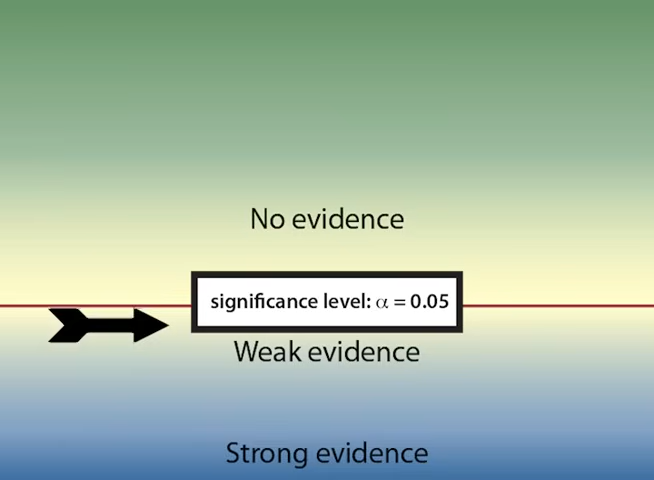 No evidence
significance level: α = 0.05
Weak evidence
Strong evidence